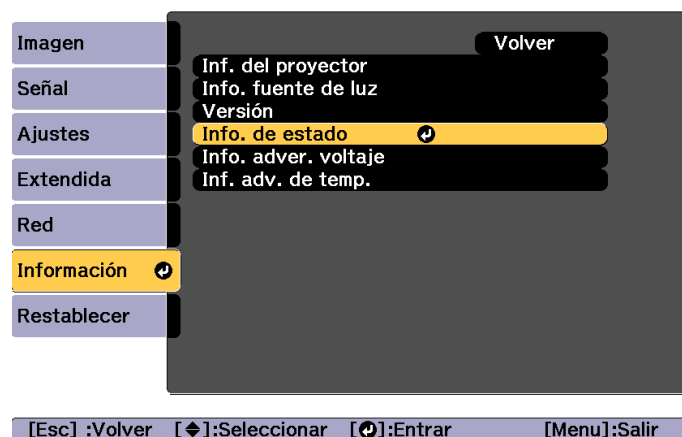 Imagen
Señal
Ajustes
Extendida
Red
Información
Restablecer
Volver
Inf. del proyector
Info. fuente de luz
Versión
Info. de estado
Info. adver. voltaje
Inf. adv. de temp.
[Esc] :Volver [◆]:Seleccionar [↵]:Entrar [Menu]:Salir